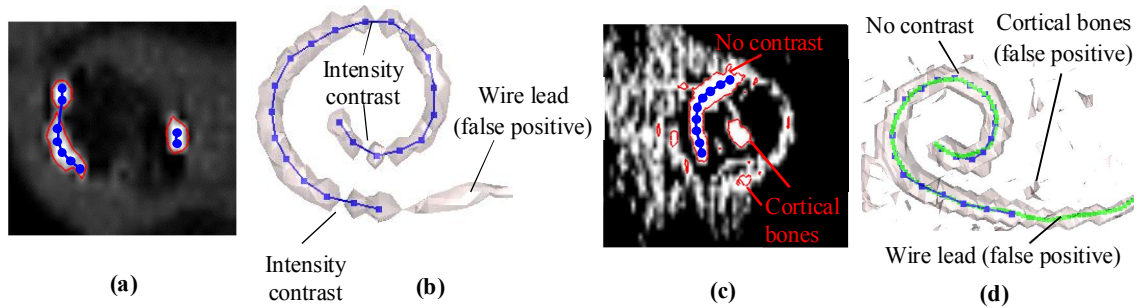 Intensity
contrast
Wire lead
(false positive)
Intensity
contrast
No contrast
Cortical
bones
No contrast
Cortical bones
(false positive)
Wire lead (false positive)
(a)
(b)
(c)
(d)